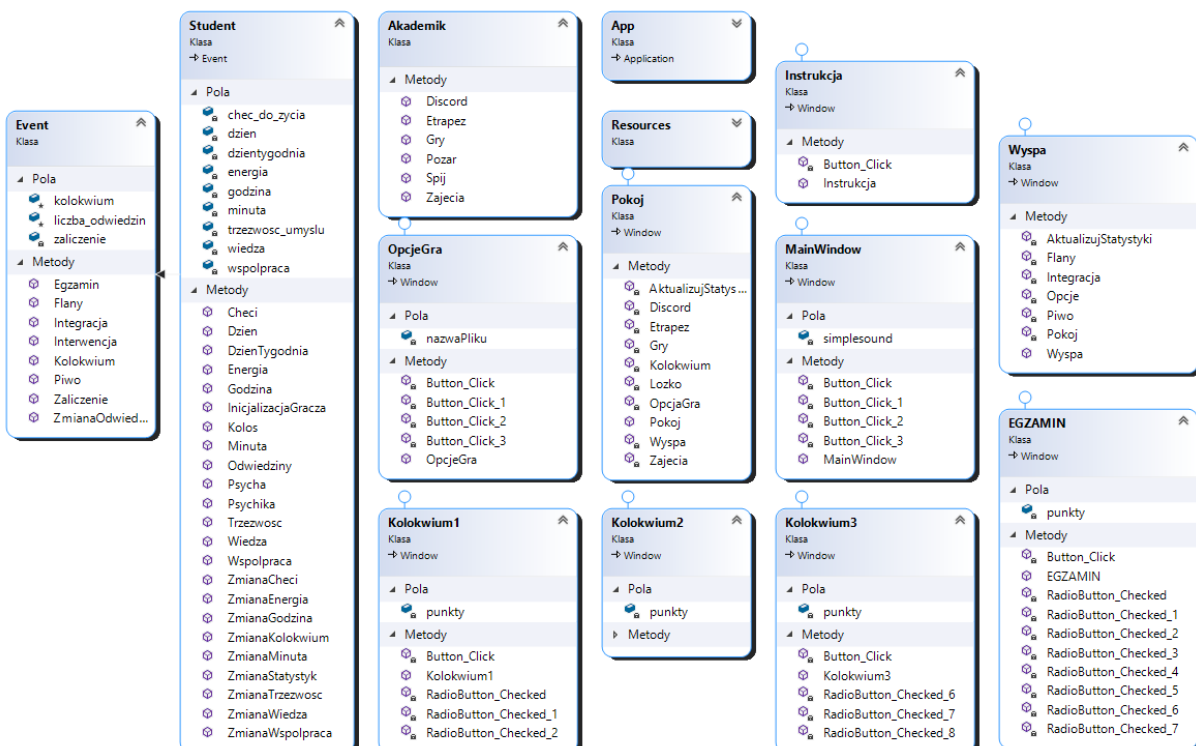 Event
Klasa
Pola
kolokwium
liczba_odwiedzin
zaliczenie
Metody
Egzamin
Flany
Integracja
Interwencja
Kolokwium
Piwo
Zaliczenie
ZmianaOdwied...
Student
Klasa
Event
Pola
chec_do_zycia
dzien
dzientygodnia
energia
godzina
minuta
trzezwosc_umyslu
wiedza
wspolpraca
Metody
Checi
Dzien
DzienTygodnia
Energia
Godzina
InicjalizacjaGracza
Kolos
Minuta
Odwiedziny
Psycha
Psychika
Trzezwosc
Wiedza
Wspolpraca
ZmianaCheci
ZmianaEnergia
ZmianaGodzina
ZmianaKolokwium
ZmianaMinuta
ZmianaStatystyk
ZmianaTrzezwosc
ZmianaWiedza
ZmianaWspolpraca
Akademik
Klasa
Metody
Discord
Etrapez
Gry
Pozar
Spij
Zajecia
OpcjeGra
Klasa
Window
Pola
nazwaPliku
Metody
Button_Click
Button_Click_1
Button_Click_2
Button_Click_3
OpcjeGra
Kolokwium1
Klasa
Window
Pola
punkty
Metody
Button_Click
Kolokwium1
RadioButton_Checked
RadioButton_Checked_1
RadioButton_Checked_2
App
Klasa
Application
Resources
Klasa
Pokoj
Klasa
Window
Metody
AktualizujStatys...
Discord
Etrapez
Gry
Kolokwium
Lozko
OpcjaGra
Pokoj
Wyspa
Zajecia
Kolokwium2
Klasa
Window
Pola
punkty
Metody
Instrukcja
Klasa
Window
Metody
Button_Click
Instrukcja
MainWindow
Klasa
Window
Pola
simplesound
Metody
Button_Click
Button_Click_1
Button_Click_2
Button_Click_3
MainWindow
Kolokwium3
Klasa
Window
Pola
punkty
Metody
Button_Click
Kolokwium3
RadioButton_Checked_6
RadioButton_Checked_7
RadioButton_Checked_8
Wyspa
Klasa
Window
Metody
AktualizujStatystyki
Flany
Integracja
Opcje
Piwo
Pokoj
Wyspa
EGZAMIN
Klasa
Window
Pola
punkty
Metody
Button_Click
EGZAMIN
RadioButton_Checked
RadioButton_Checked_1
RadioButton_Checked_2
RadioButton_Checked_3
RadioButton_Checked_4
RadioButton_Checked_5
RadioButton_Checked_6
RadioButton_Checked_7